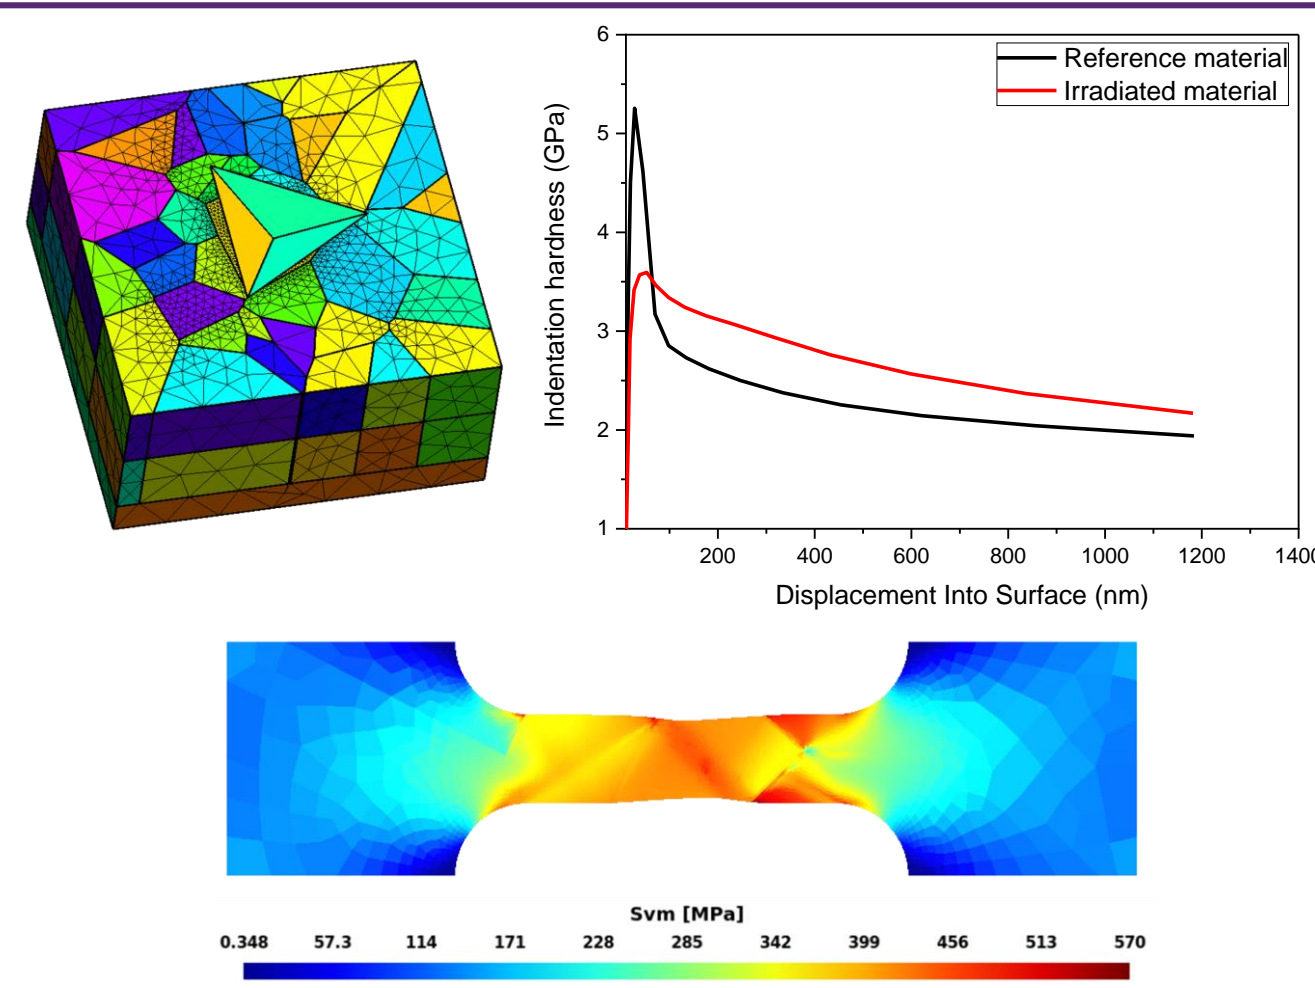 6
5
4
3
2
1
Indentation hardness (GPa)
Reference material
Irradiated material
200 400 600 800 1000 1200 1400
Displacement Into Surface (nm)
Svm [MPa]
0.348 57.3 114 171 228 285 342 399 456 513 570